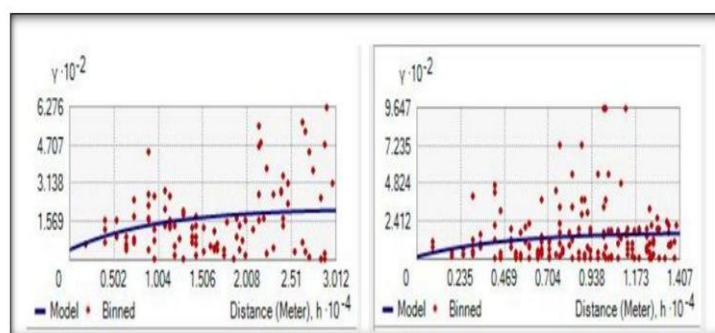 γ·10⁻²
6.276
4.707
3.138
1.569
0 0.502 1.004 1.506 2.008 2.51 3.012
Model Binned Distance (Meter), h·10⁻⁴
γ·10⁻²
9.647
7.235
4.824
2.412
0 0.235 0.469 0.704 0.938 1.173 1.407
Model Binned Distance (Meter), h·10⁻⁴